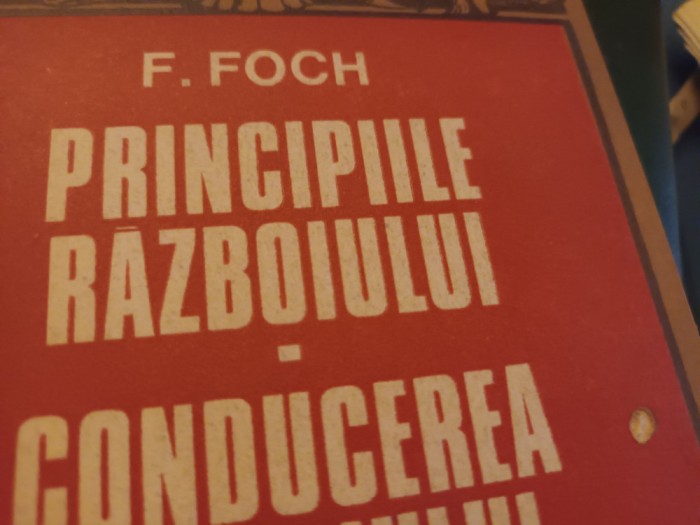 F. FOCH
PRINCIPIILE
RĂZBOIULUI
-
CONDUCEREA